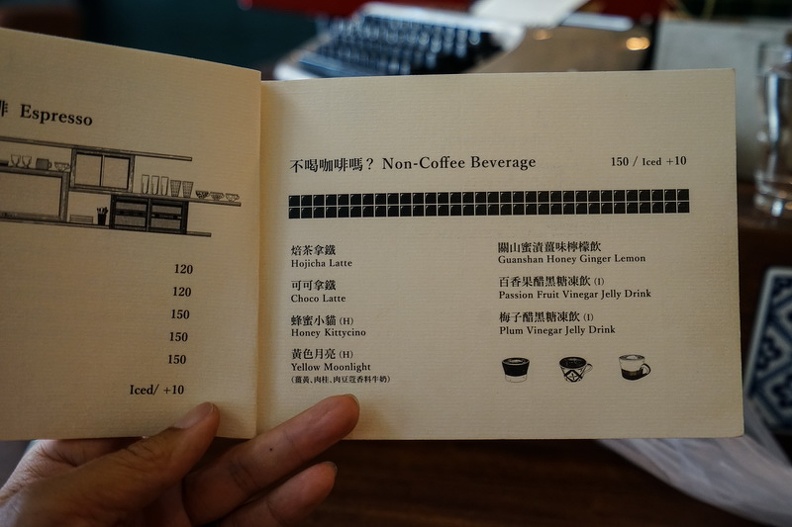 啡 Espresso
120
120
150
150
150
Iced/ +10
不喝咖啡嗎？ Non-Coffee Beverage 150 / Iced +10
焙茶拿鐵
Hojicha Latte
可可拿鐵
Choco Latte
蜂蜜小貓 (H)
Honey Kittycino
黃色月亮 (H)
Yellow Moonlight
(薑黃、肉桂、肉豆蔻香料牛奶)
關山蜜漬薑味檸檬飲
Guanshan Honey Ginger Lemon
百香果醋黑糖凍飲 (I)
Passion Fruit Vinegar Jelly Drink
梅子醋黑糖凍飲 (I)
Plum Vinegar Jelly Drink